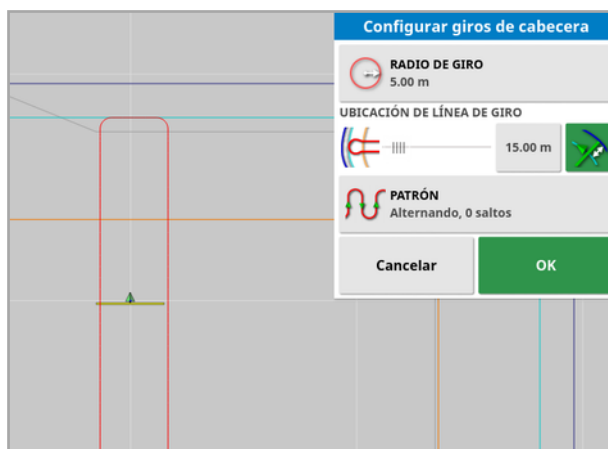 Configurar giros de cabecera
RADIO DE GIRO
5.00 m
UBICACIÓN DE LÍNEA DE GIRO
15.00 m
PATRÓN
Alternando, 0 saltos
Cancelar
OK